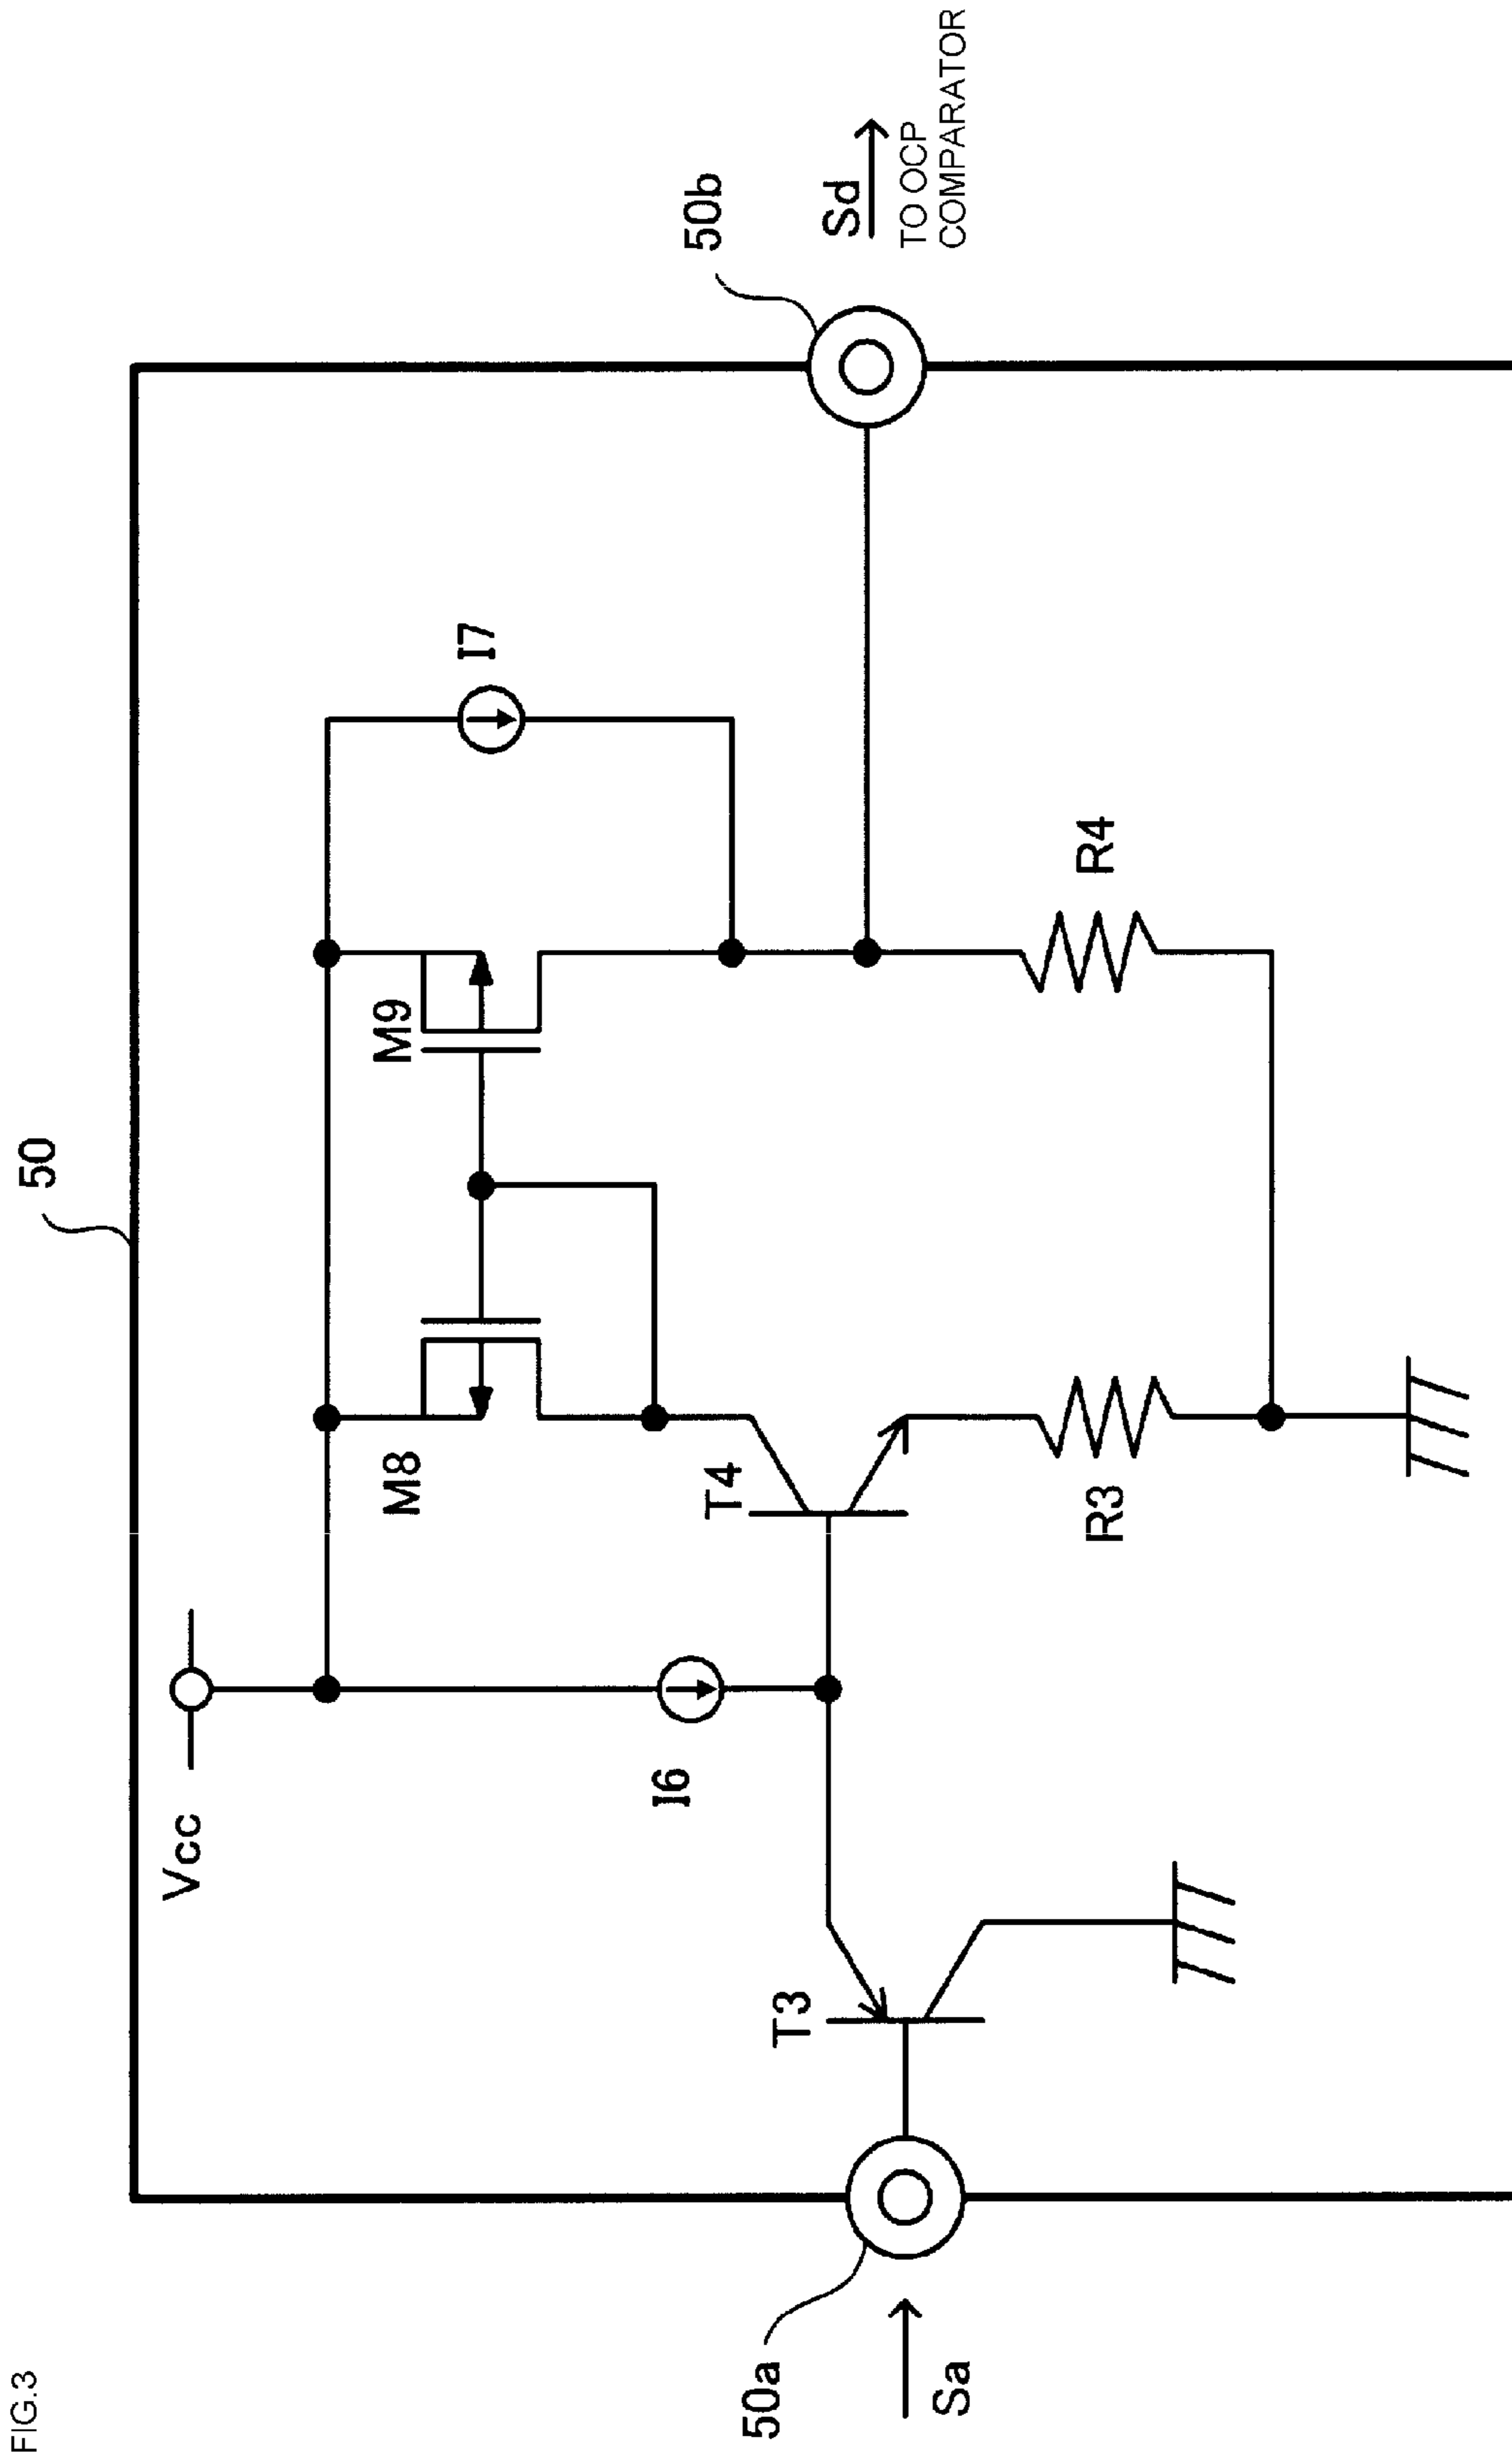 FIG.3
50
Vcc
M8
M9
I7
I6
T3
T4
R3
R4
50a
Sa
50b
Sd
TO OCP
COMPARATOR